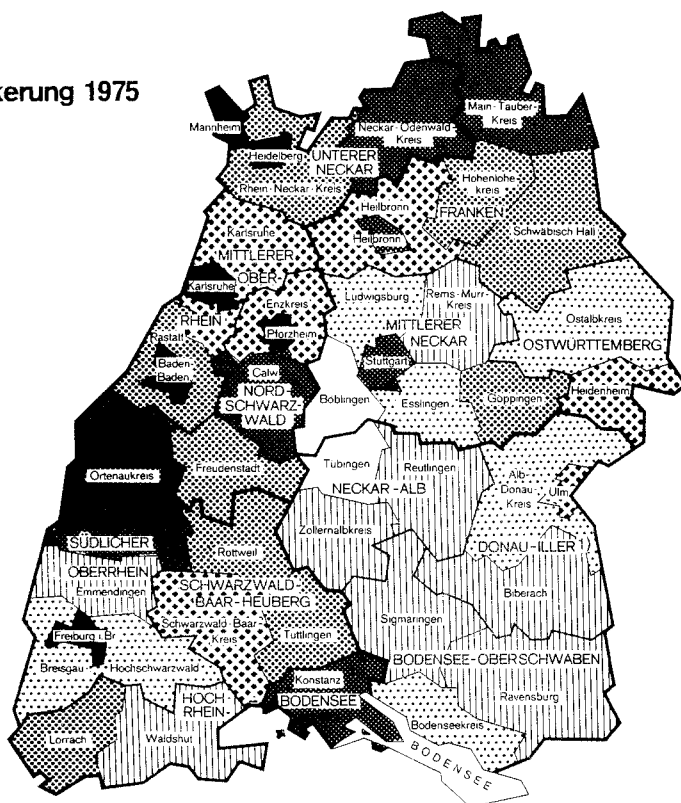 kerung 1975
Main-Tauber-
Kreis
Mannheim
Neckar-Odenwald-
Kreis
Heidelberg
UNTERER
NECKAR
Rhein-Neckar-Kreis
Hohenlohe
kreis
FRANKEN
Heilbronn
Heilbronn
Schwäbisch Hall
Karlsruhe
MITTLERER
OBER-
Karlsruhe
RHEIN
Enzkreis
Pforzheim
Ludwigsburg
Rems-Murr-
Kreis
MITTLERER
NECKAR
Ostalbkreis
OSTWÜRTTEMBERG
Rastatt
Baden-
Baden
Calw
NORD-
SCHWARZ-
WALD
Stuttgart
Böblingen
Esslingen
Göppingen
Heidenheim
Ortenaukreis
Freudenstadt
Tübingen
Reutlingen
NECKAR-ALB
Zollernalbkreis
Alb-
Donau-
Kreis
Ulm
DONAU-ILLER 1)
SÜDLICHER
OBERRHEIN
Emmendingen
Rottweil
SCHWARZWALD-
BAAR-HEUBERG
Schwarzwald-Baar-
Kreis
Tuttlingen
Sigmaringen
Biberach
Freiburg i.Br
Breisgau-
Hochschwarzwald
Konstanz
BODENSEE
BODENSEE-OBERSCHWABEN
Ravensburg
HOCH-
RHEIN-
Lörrach
Waldshut
Bodenseekreis
BODENSEE